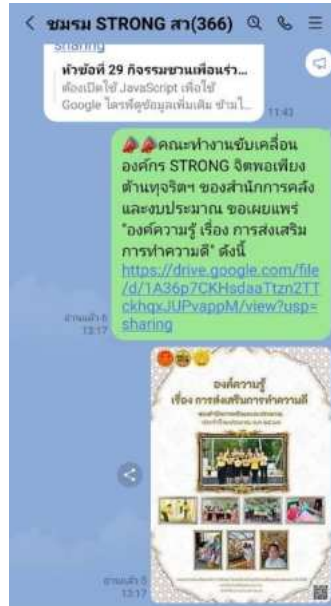 ชมรม STRONG สว(366)
sharing
หัวข้อที่ 29 กิจกรรมชวนเพื่อนร่ว...
ต้องเปิดใช้ JavaScript เพื่อใช้
Google ไดรฟ์ดูข้อมูลเพิ่มเติม ข้ามไ...
11:43
คณะทำงานขับเคลื่อน
องค์กร STRONG จิตพอเพียง
ต้านทุจริตฯ ของสำนักการคลัง
และงบประมาณ ขอเผยแพร่
"องค์ความรู้ เรื่อง การส่งเสริม
การทำความดี" ดังนี้
https://drive.google.com/file
/d/1A36p7CKHsdaaTtzn2TT
ckhqxJUPvappM/view?usp=
sharing
อ่านแล้ว 6
13:17
องค์ความรู้
เรื่อง การส่งเสริมการทำความดี
อ่านแล้ว 5
13:17